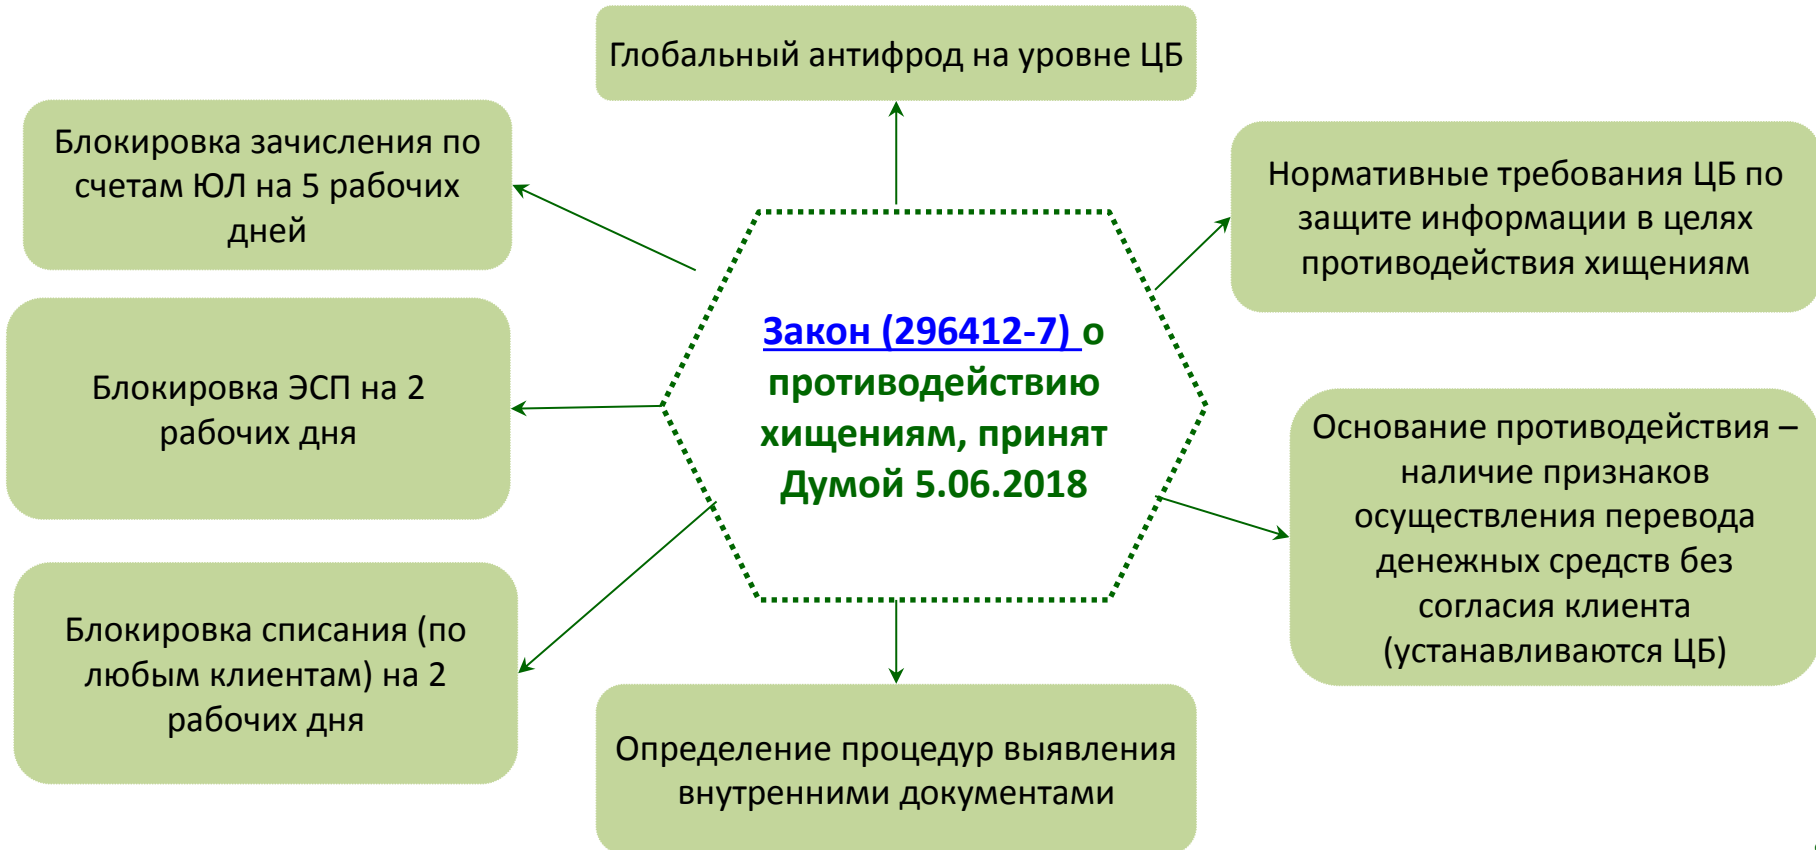 Глобальный антифрод на уровне ЦБ
Блокировка зачисления по
счетам ЮЛ на 5 рабочих
дней
Нормативные требования ЦБ по
защите информации в целях
противодействия хищениям
Закон (296412-7) о
противодействию
хищениям, принят
Думой 5.06.2018
Блокировка ЭСП на 2
рабочих дня
Основание противодействия –
наличие признаков
осуществления перевода
денежных средств без
согласия клиента
(устанавливаются ЦБ)
Блокировка списания (по
любым клиентам) на 2
рабочих дня
Определение процедур выявления
внутренними документами